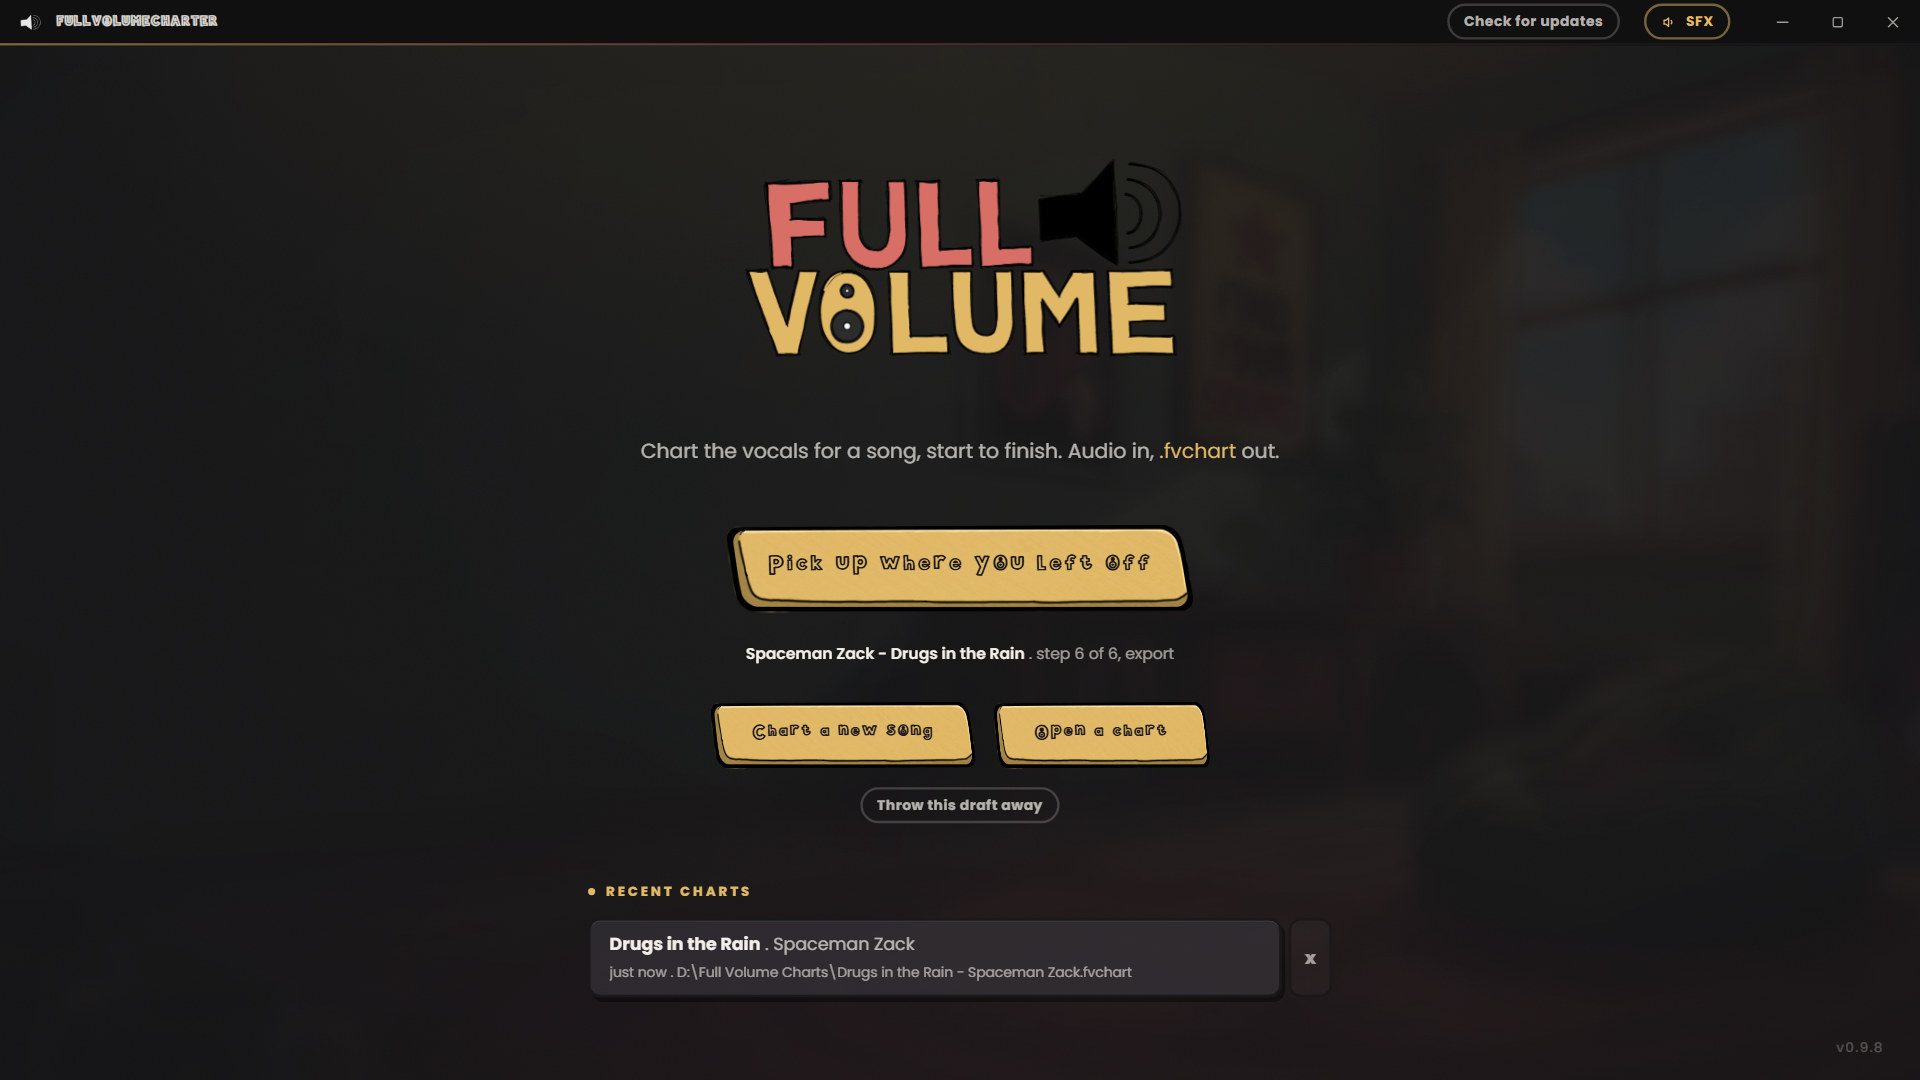 FULLVOLUMECHARTER
Check for updates
SFX
FULL
VOLUME
Chart the vocals for a song, start to finish. Audio in, .fvchart out.
Pick up where you left off
Spaceman Zack - Drugs in the Rain . step 6 of 6, export
Chart a new song
Open a chart
Throw this draft away
RECENT CHARTS
Drugs in the Rain . Spaceman Zack
just now . D:\Full Volume Charts\Drugs in the Rain - Spaceman Zack.fvchart
x
v0.9.8